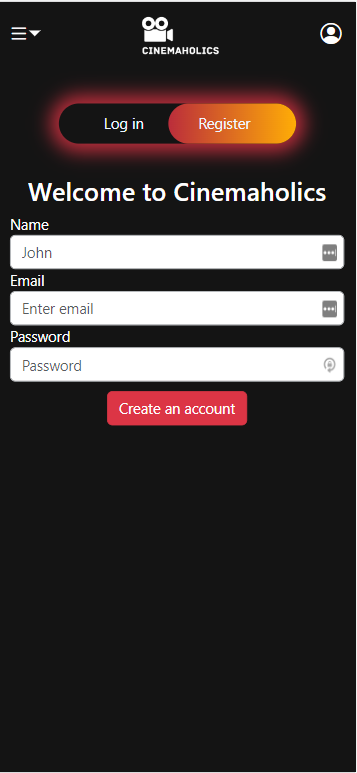 CINEMAHOLICS
Log in
Register
Welcome to Cinemaholics
Name
John
Email
Enter email
Password
Password
Create an account